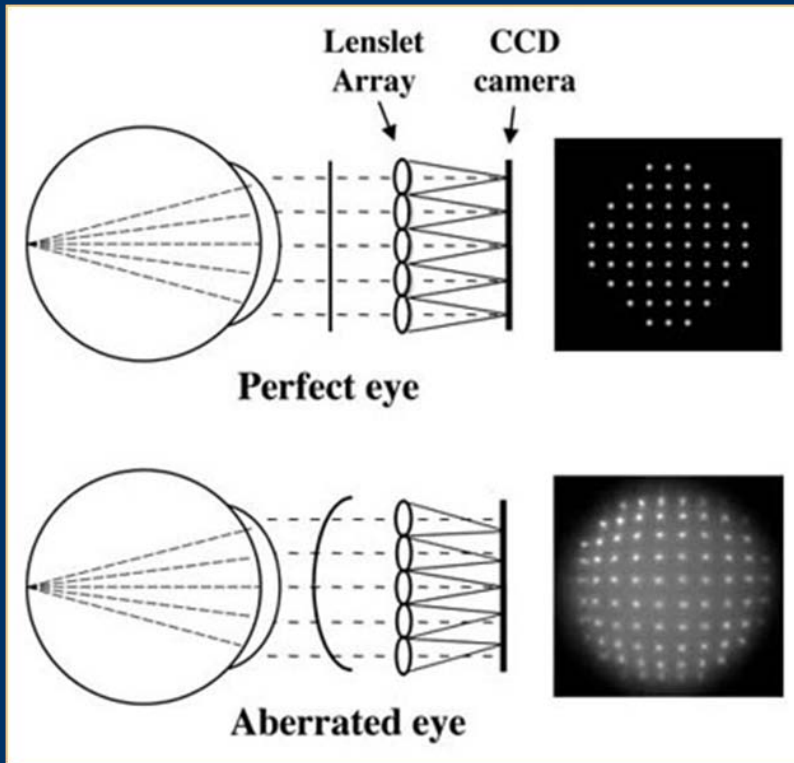 Lenslet
Array
CCD
camera
Perfect eye
Aberrated eye